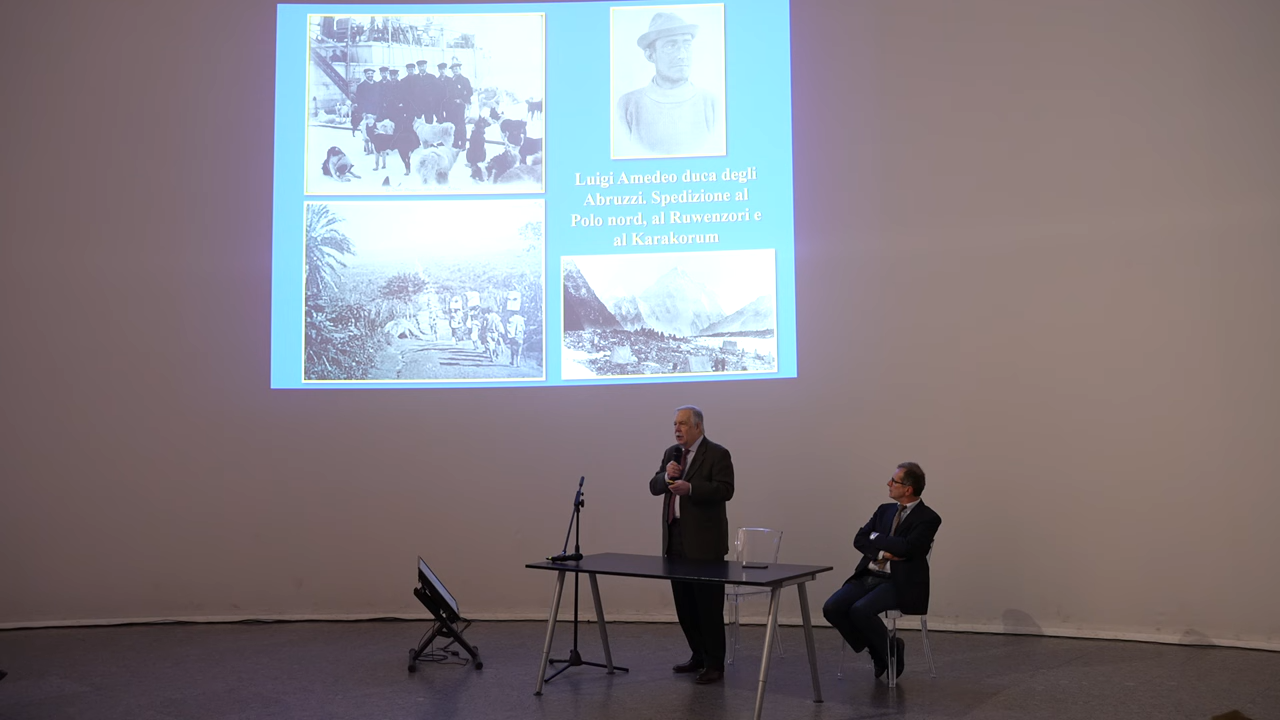 Luigi Amedeo duca degli
Abruzzi. Spedizione al
Polo nord, al Ruwenzori e
al Karakorum